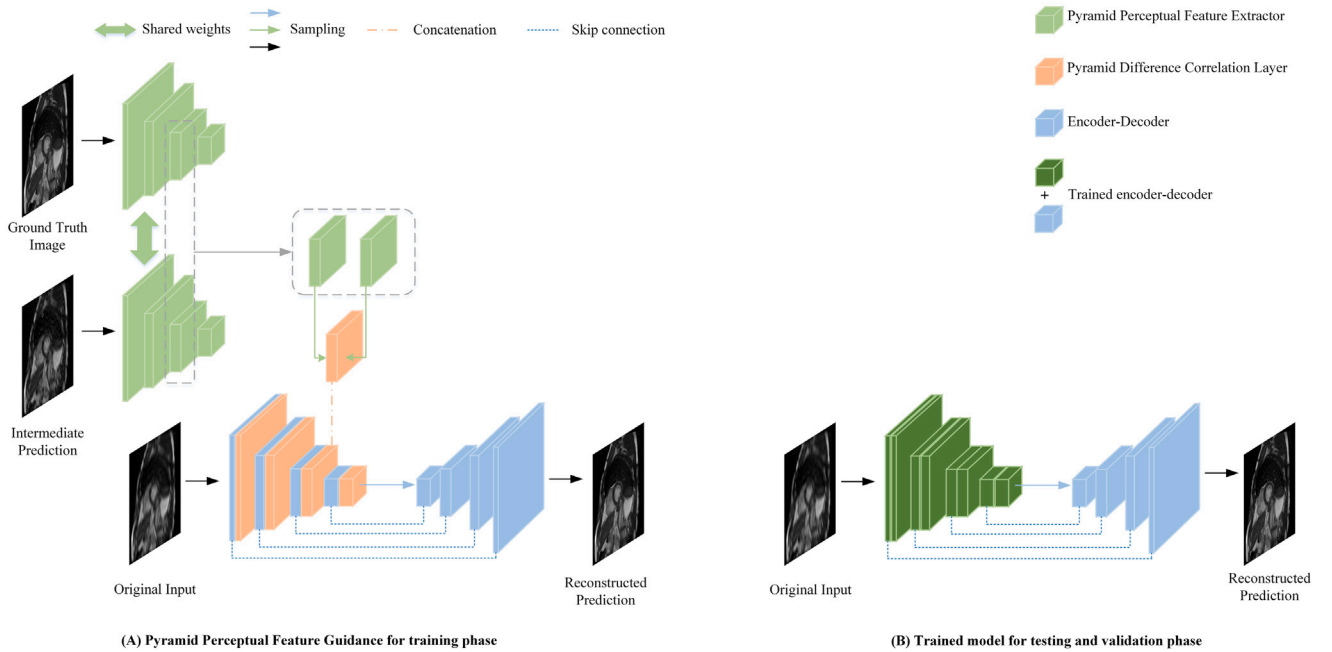 Shared weights
Sampling
Concatenation
Skip connection
Pyramid Perceptual Feature Extractor
Pyramid Difference Correlation Layer
Encoder-Decoder
+
Trained encoder-decoder
Ground Truth
Image
Intermediate
Prediction
Original Input
Reconstructed
Prediction
(A) Pyramid Perceptual Feature Guidance for training phase
Original Input
Reconstructed
Prediction
(B) Trained model for testing and validation phase